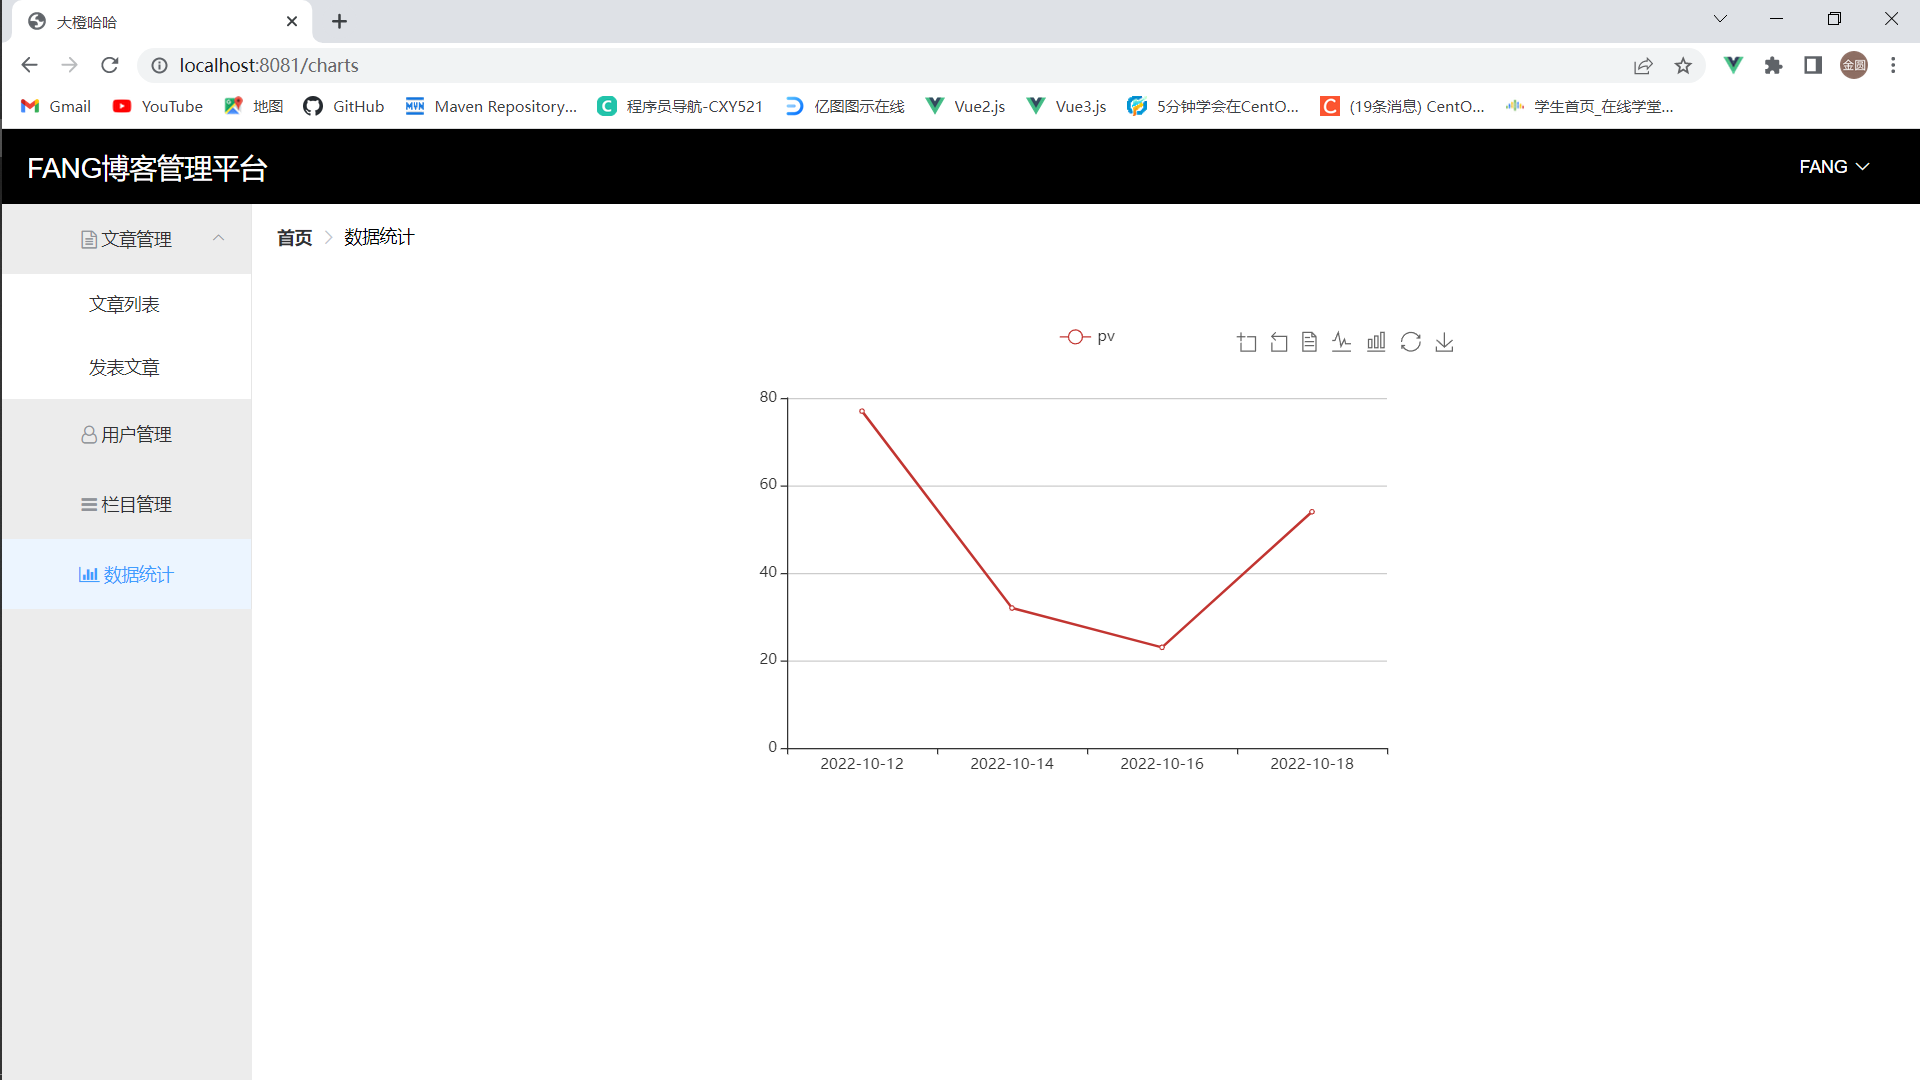 大橙哈哈
localhost:8081/charts
金圆
Gmail YouTube 地图 GitHub Maven Repository... 程序员导航-CXY521 亿图图示在线 Vue2.js Vue3.js 5分钟学会在CentO... (19条消息) CentO... 学生首页_在线学堂...
FANG博客管理平台
FANG
文章管理
文章列表
发表文章
用户管理
栏目管理
数据统计
首页 数据统计
pv
80
60
40
20
0
2022-10-12 2022-10-14 2022-10-16 2022-10-18